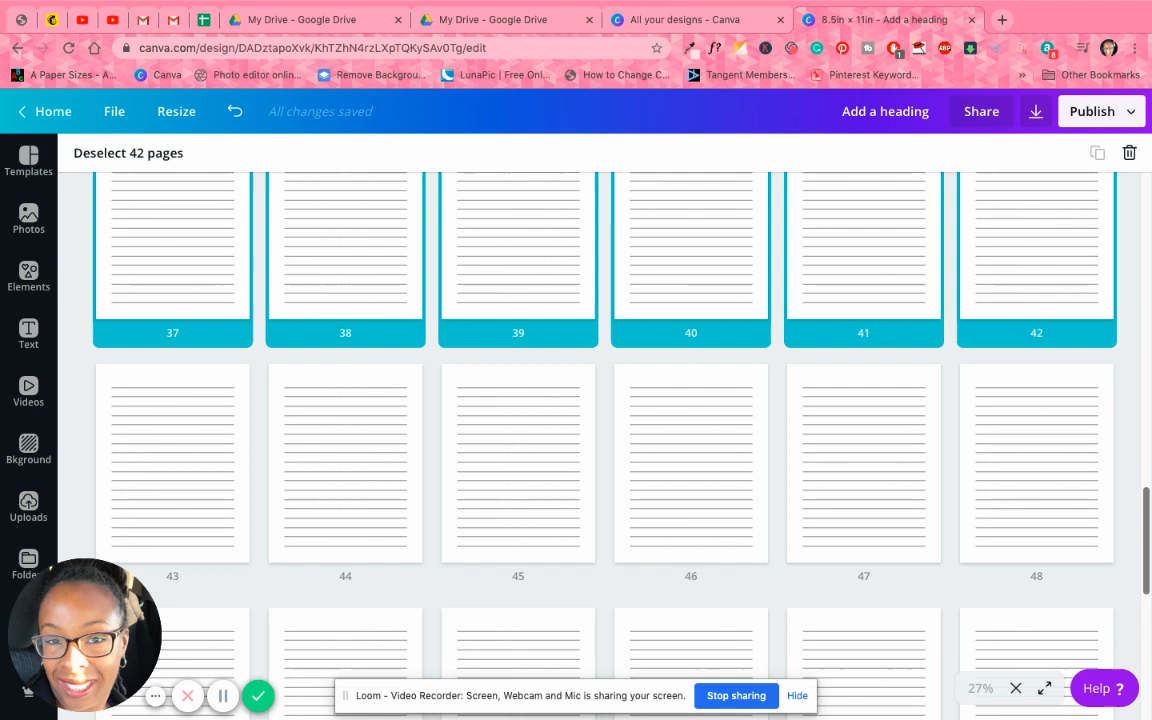 My Drive - Google Drive
My Drive - Google Drive
All your designs - Canva
8.5in × 11in - Add a heading
canva.com/design/DADztapoXvk/KhTZhN4rzLXpTQKySAv0Tg/edit
f?
ABP
1
8
A Paper Sizes - A...
Canva
Photo editor onlin...
Remove Backgrou...
LunaPic | Free Onl...
How to Change C...
Tangent Members...
Pinterest Keyword...
»
Other Bookmarks
Home
File
Resize
All changes saved
Add a heading
Share
Publish
Templates
Deselect 42 pages
Photos
Elements
Text
37
38
39
40
41
42
Videos
Bkground
Uploads
43
44
45
46
47
48
Loom - Video Recorder: Screen, Webcam and Mic is sharing your screen.
Stop sharing
Hide
27%
Help ?